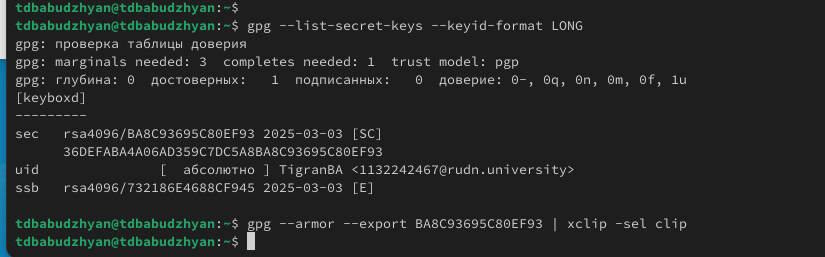 tdbabudzhyan@tdbabudzhyan:~$
tdbabudzhyan@tdbabudzhyan:~$ gpg --list-secret-keys --keyid-format LONG
gpg: проверка таблицы доверия
gpg: marginals needed: 3  completes needed: 1  trust model: pgp
gpg: глубина: 0  достоверных:   1  подписанных:   0  доверие: 0-, 0q, 0n, 0m, 0f, 1u
[keyboxd]
---------
sec   rsa4096/BA8C93695C80EF93 2025-03-03 [SC]
      36DEFABA4A06AD359C7DC5A8BA8C93695C80EF93
uid               [  абсолютно ] TigranBA <1132242467@rudn.university>
ssb   rsa4096/732186E4688CF945 2025-03-03 [E]

tdbabudzhyan@tdbabudzhyan:~$ gpg --armor --export BA8C93695C80EF93 | xclip -sel clip
tdbabudzhyan@tdbabudzhyan:~$